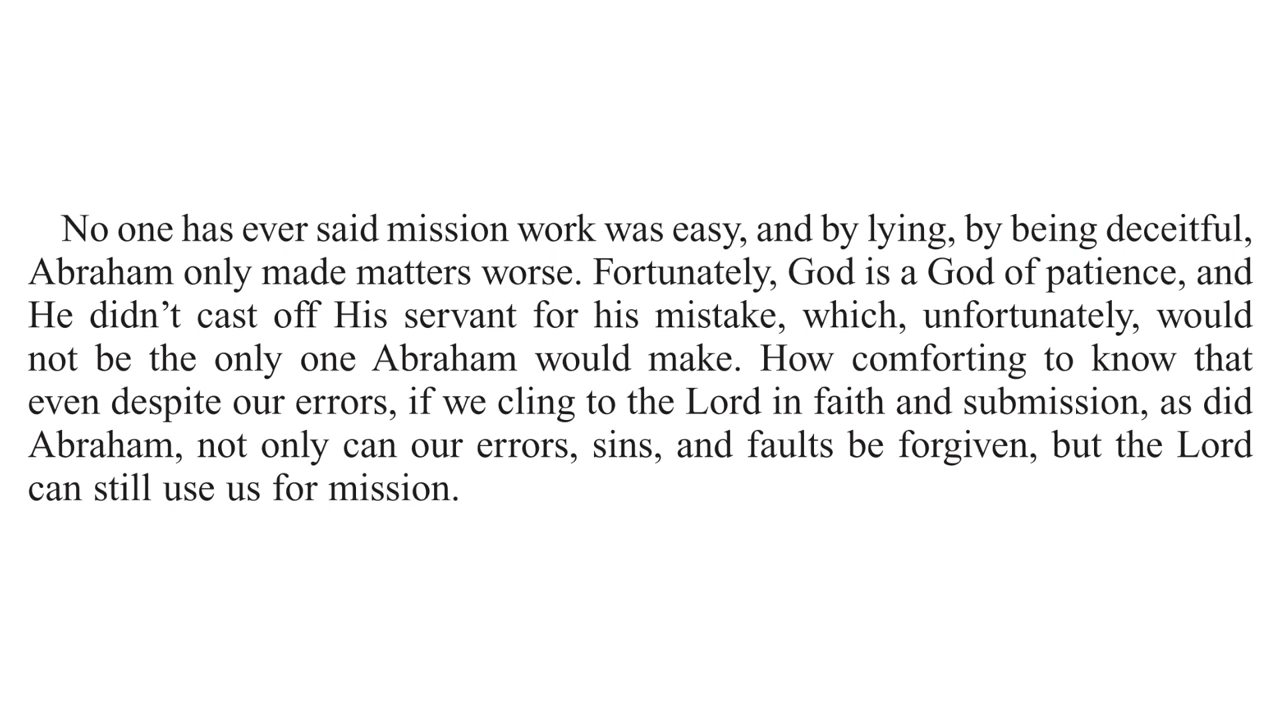 No one has ever said mission work was easy, and by lying, by being deceitful,
Abraham only made matters worse. Fortunately, God is a God of patience, and
He didn’t cast off His servant for his mistake, which, unfortunately, would
not be the only one Abraham would make. How comforting to know that
even despite our errors, if we cling to the Lord in faith and submission, as did
Abraham, not only can our errors, sins, and faults be forgiven, but the Lord
can still use us for mission.